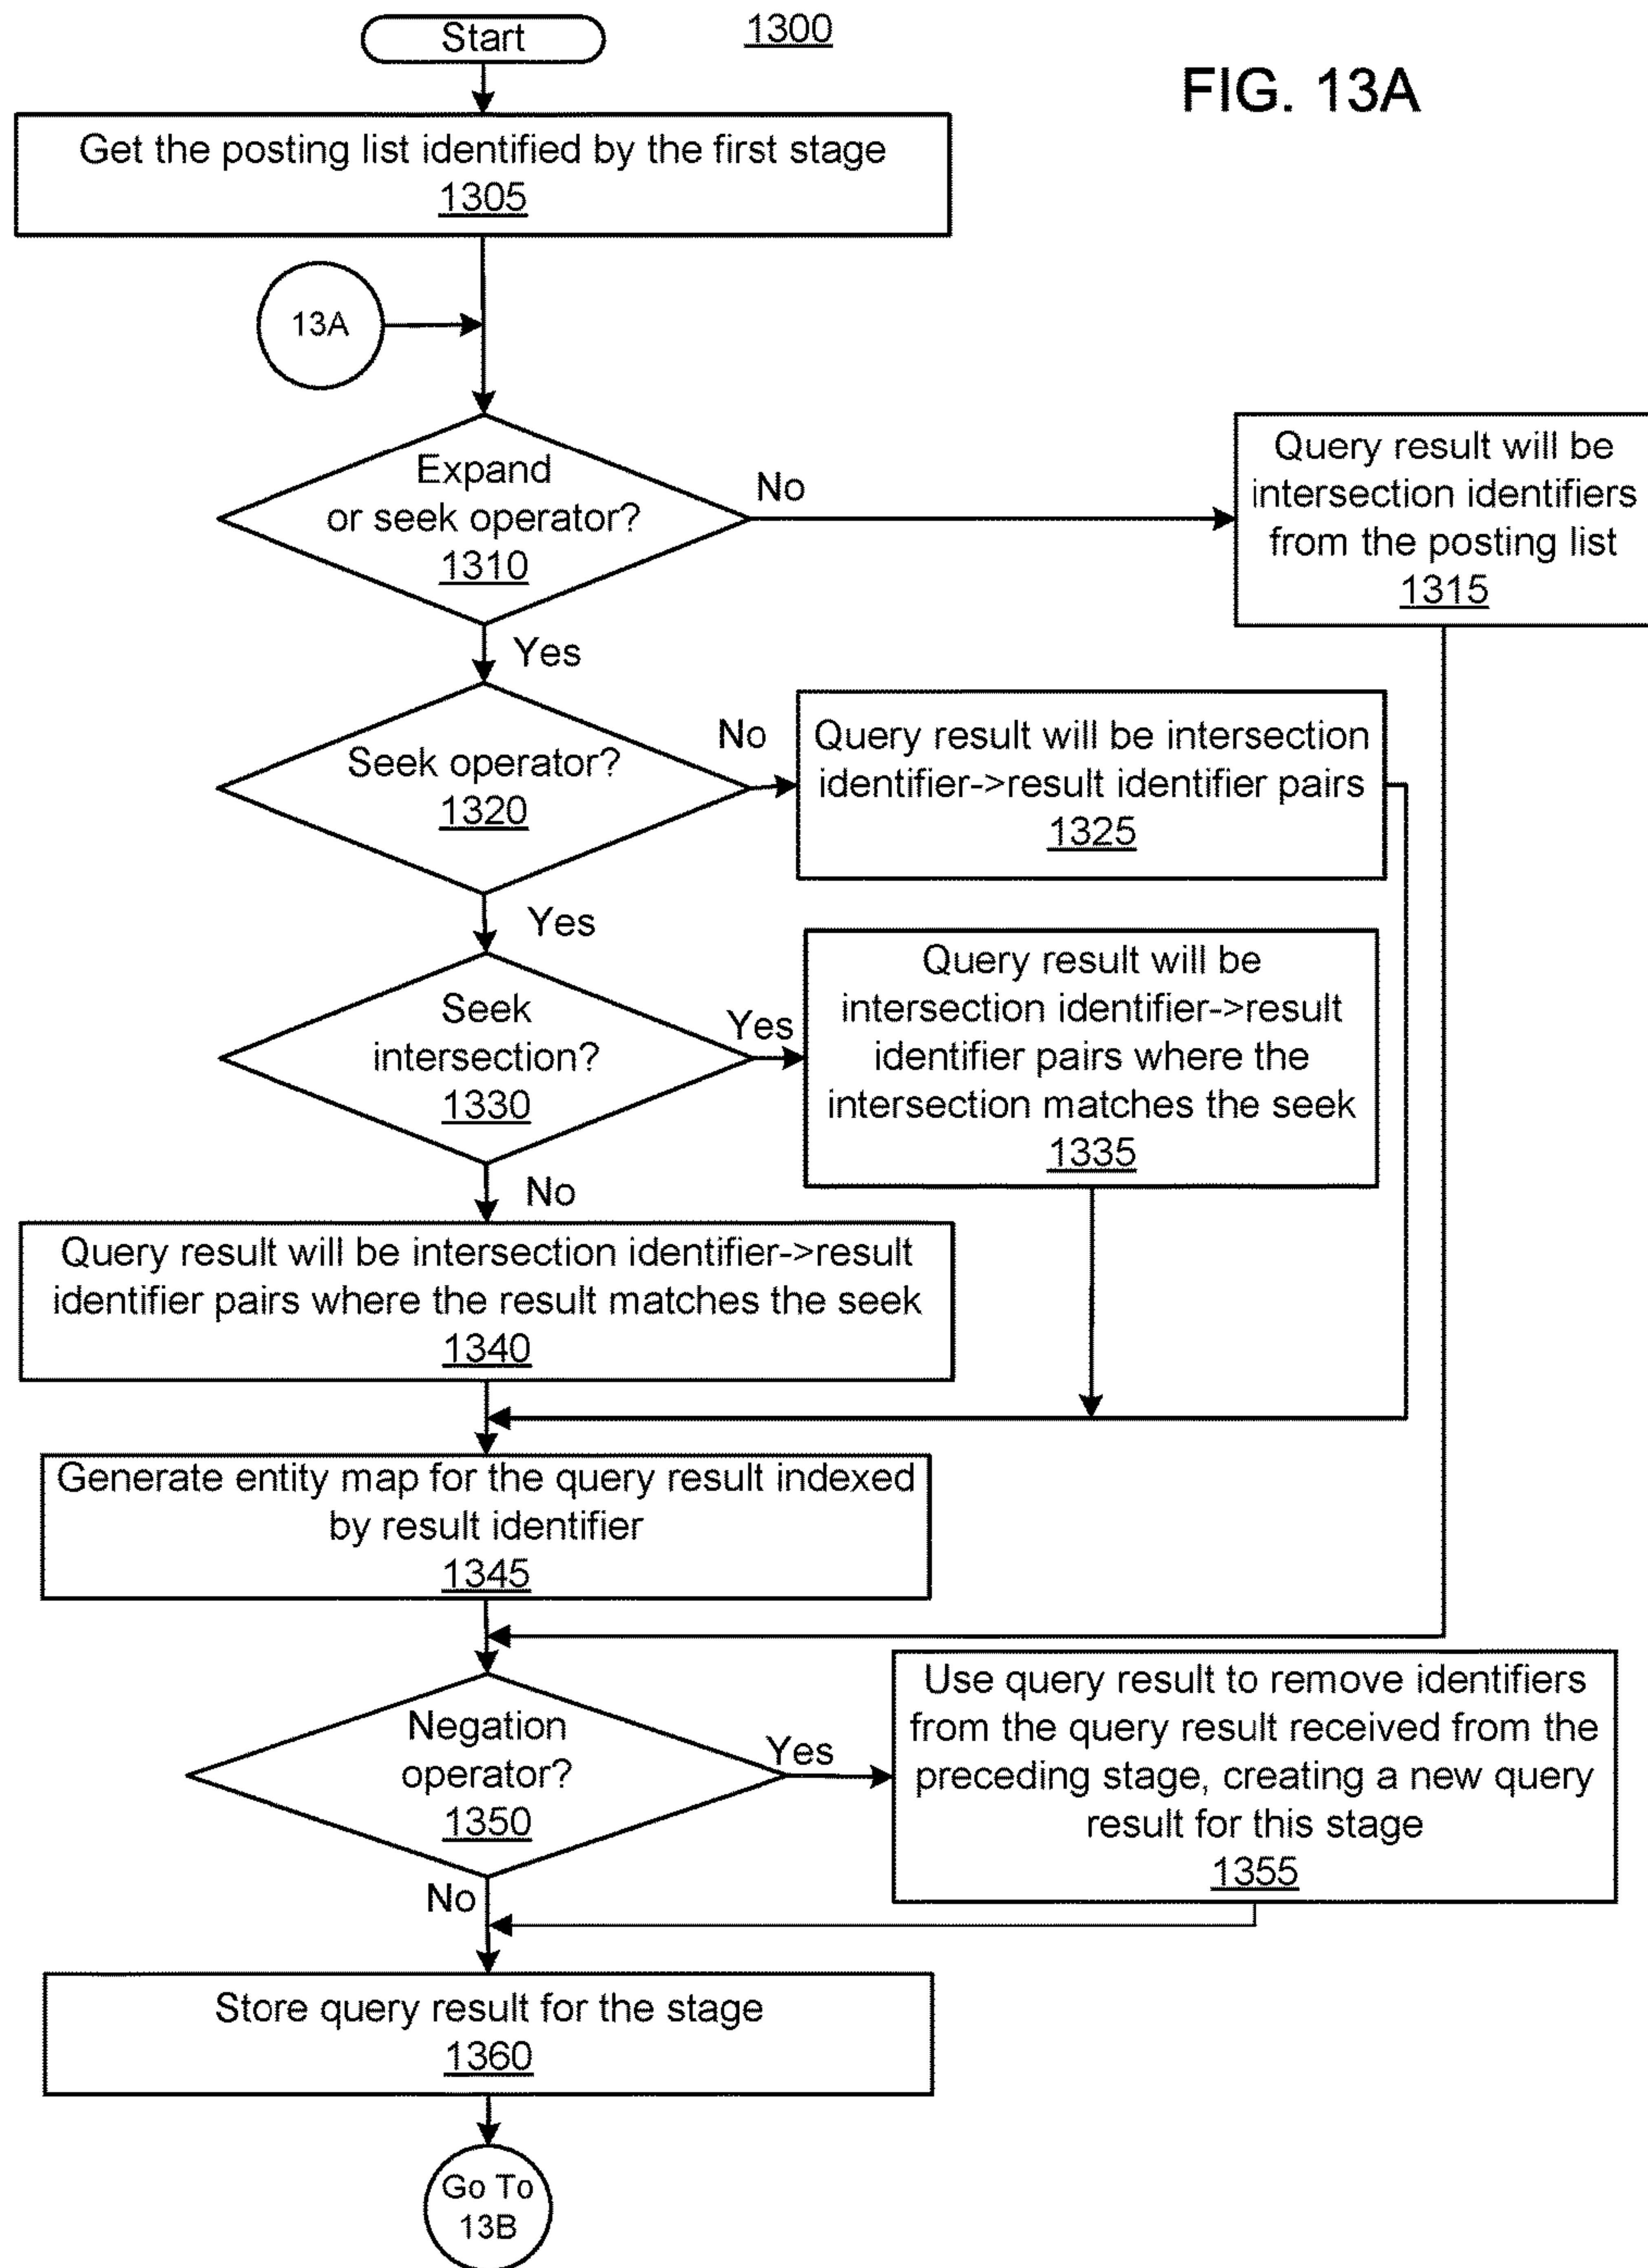 Start
1300
FIG. 13A
Get the posting list identified by the first stage
1305
13A
Expand
or seek operator?
1310
No
Query result will be
intersection identifiers
from the posting list
1315
Yes
Seek operator?
1320
No
Query result will be intersection
identifier->result identifier pairs
1325
Yes
Seek
intersection?
1330
Yes
Query result will be
intersection identifier->result
identifier pairs where the
intersection matches the seek
1335
No
Query result will be intersection identifier->result
identifier pairs where the result matches the seek
1340
Generate entity map for the query result indexed
by result identifier
1345
Negation
operator?
1350
Yes
Use query result to remove identifiers
from the query result received from the
preceding stage, creating a new query
result for this stage
1355
No
Store query result for the stage
1360
Go To
13B